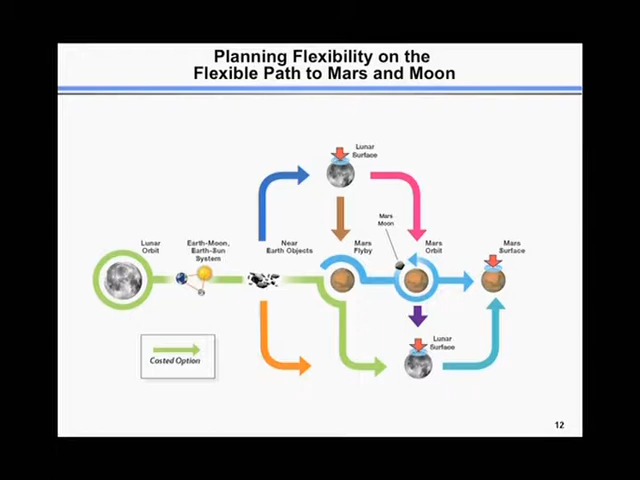 Planning Flexibility on the
Flexible Path to Mars and Moon
Lunar
Surface
Mars
Moon
Lunar
Orbit
Earth-Moon,
Earth-Sun
System
Near
Earth Objects
Mars
Flyby
Mars
Orbit
Mars
Surface
Lunar
Surface
Costed Option
12